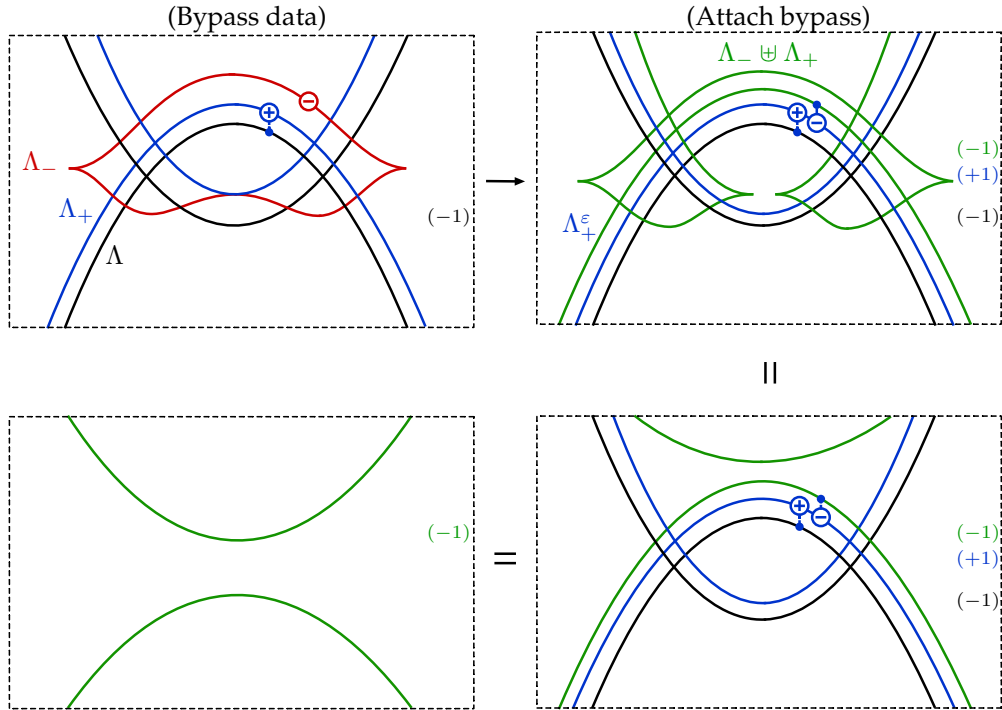 (Bypass data)
(Attach bypass)
Λ₋
Λ₊
Λ
(−1)
Λ₋ ⊎ Λ₊
Λ₊^ε
(−1)
(+1)
(−1)
=
(−1)
=
(−1)
(+1)
(−1)